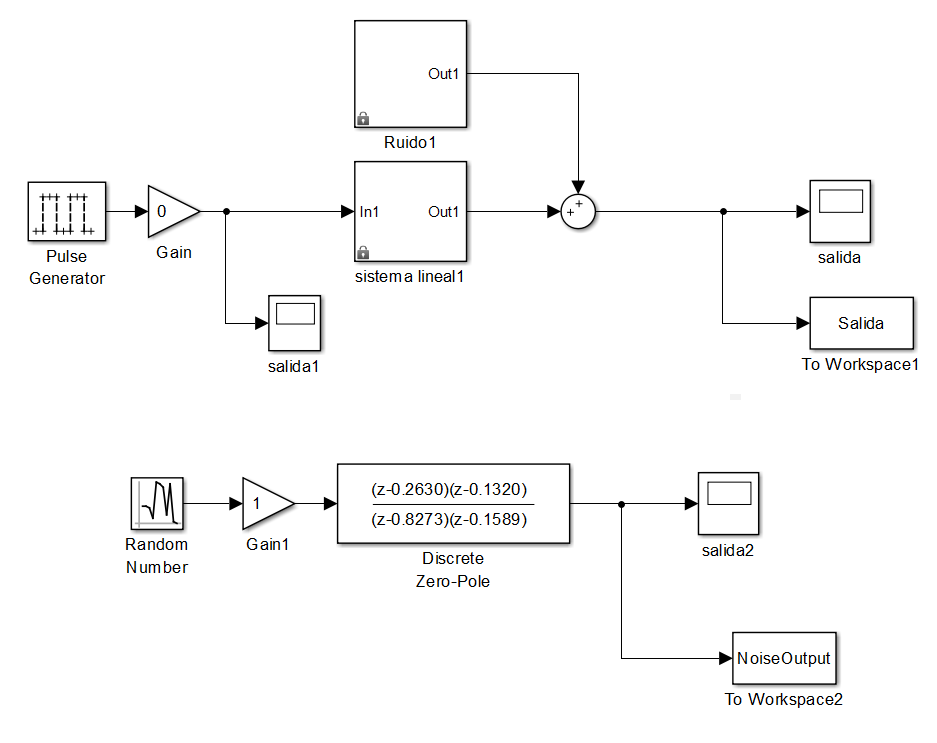 Out1
Ruido1
0
In1
Out1
+
+
Pulse
Generator
Gain
sistema lineal1
salida
salida1
Salida
To Workspace1
(z-0.2630)(z-0.1320)
1
(z-0.8273)(z-0.1589)
Random
Number
Gain1
Discrete
Zero-Pole
salida2
NoiseOutput
To Workspace2